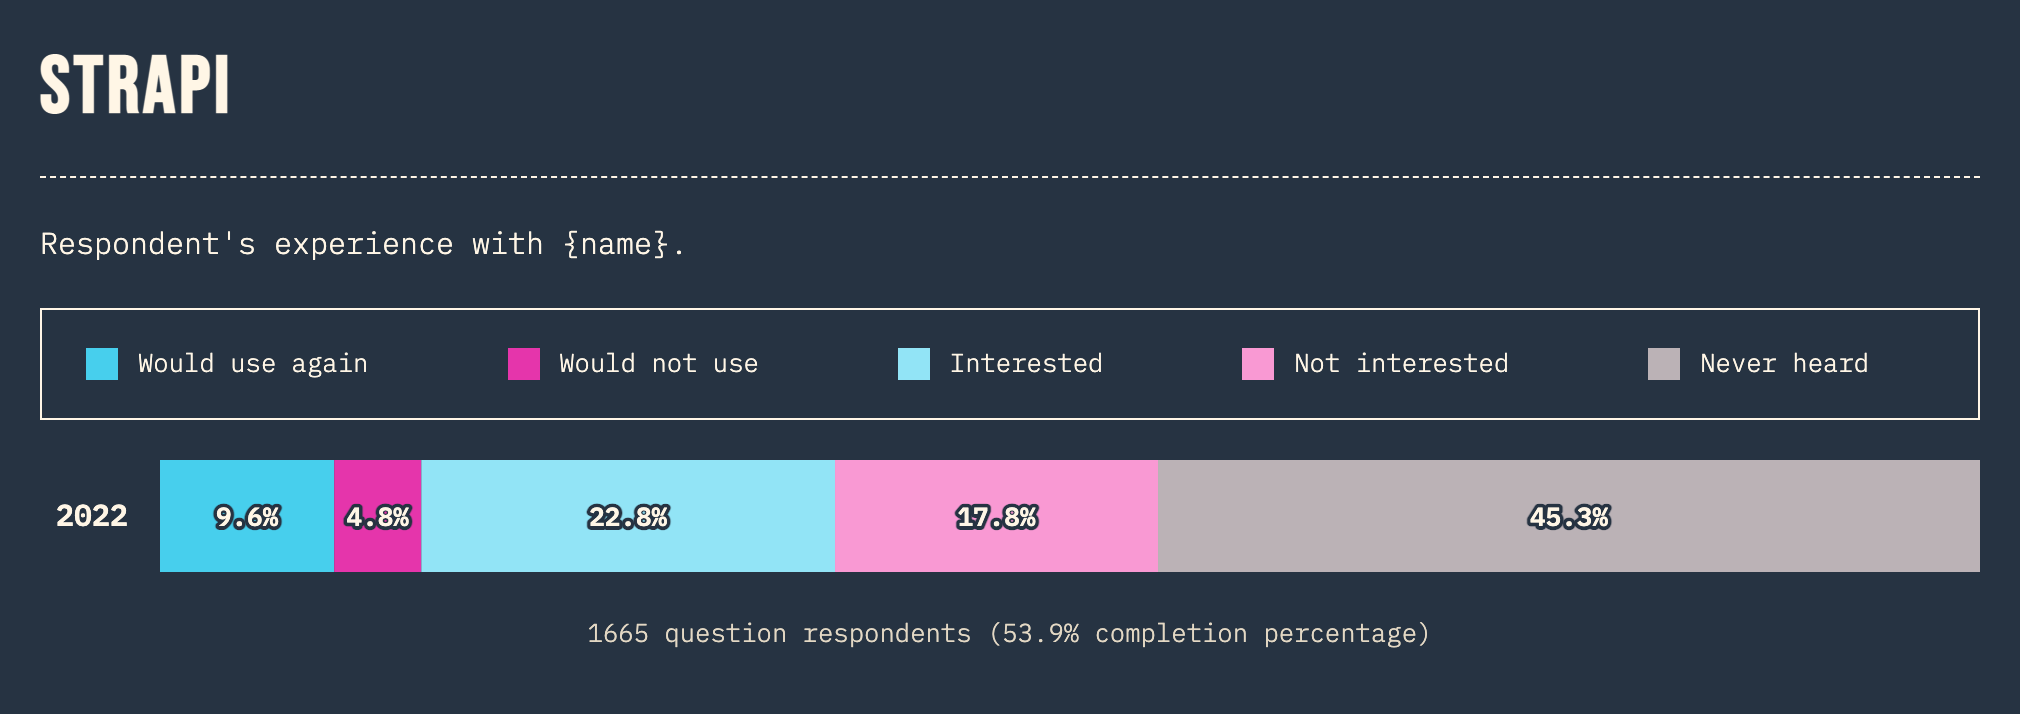 STRAPI
Respondent's experience with {name}.
Would use again Would not use Interested Not interested Never heard
2022 9.6% 4.8% 22.8% 17.8% 45.3%
1665 question respondents (53.9% completion percentage)